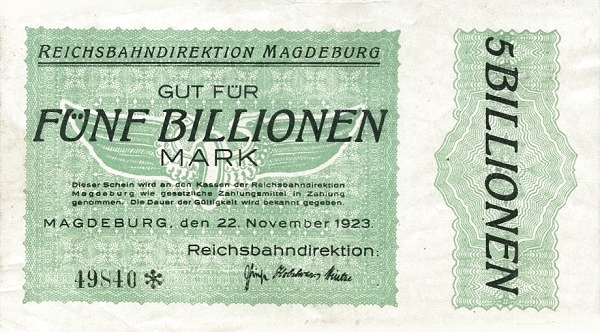 REICHSBAHNDIREKTION MAGDEBURG
GUT FÜR
FÜNF BILLIONEN
MARK
Dieser Schein wird an den Kassen der Reichsbahndirektion
Magdeburg wie gesetzliche Zahlungsmittel in Zahlung
genommen. Die Dauer der Gültigkeit wird bekannt gegeben.
MAGDEBURG, den 22. November 1923.
Reichsbahndirektion:
49840 *
5 BILLIONEN